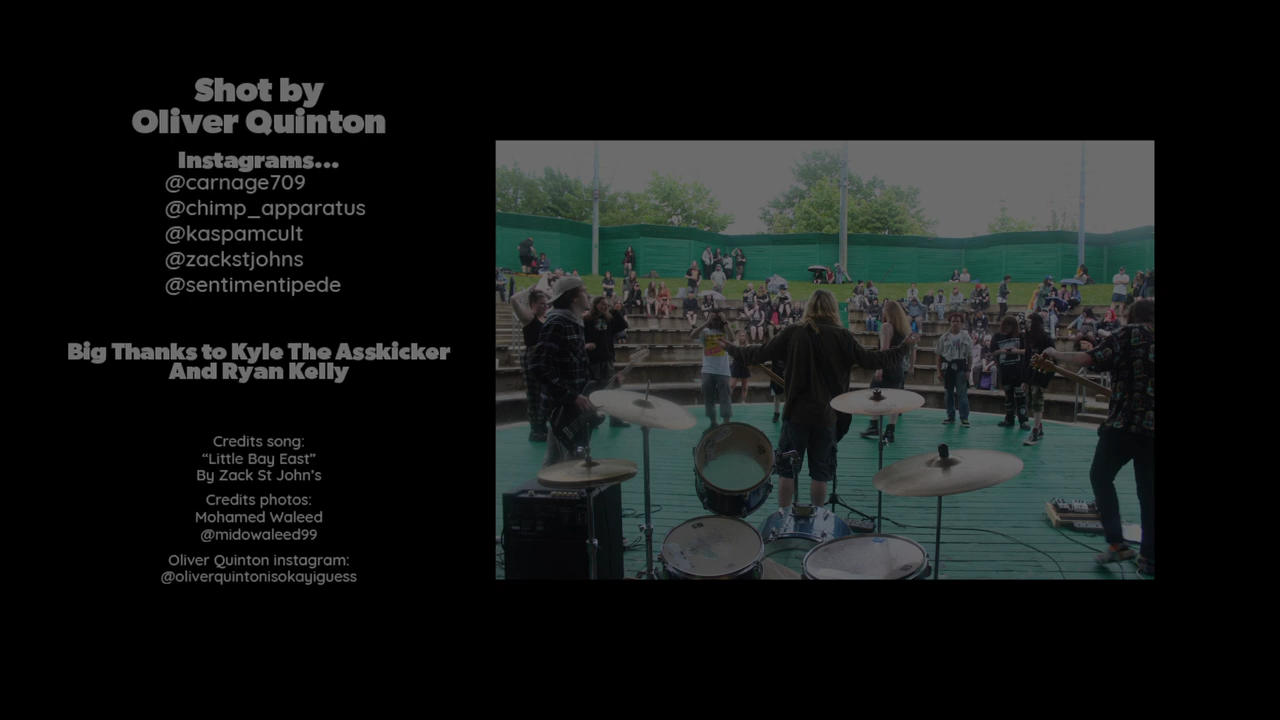 Shot by
Oliver Quinton
Instagrams...
@carnage709
@chimp_apparatus
@kaspamcult
@zackstjohns
@sentimentipede
Big Thanks to Kyle The Asskicker
And Ryan Kelly
Credits song:
“Little Bay East”
By Zack St John’s
Credits photos:
Mohamed Waleed
@midowaleed99
Oliver Quinton instagram:
@oliverquintonisokayiguess